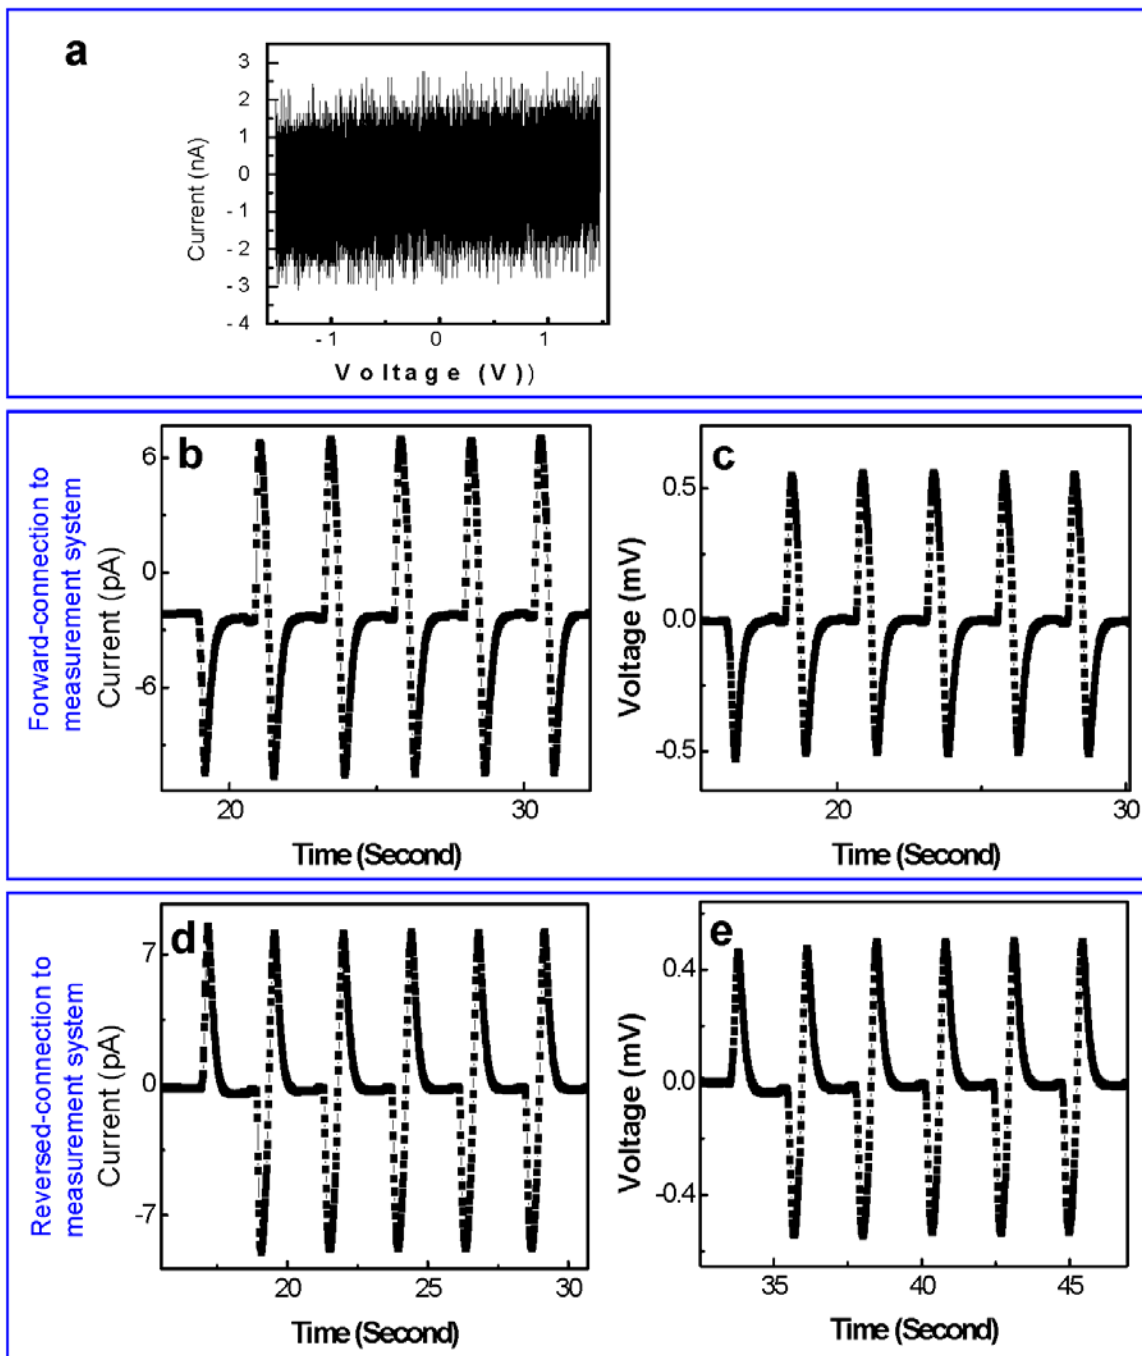 a
3
2
1
0
- 1
- 2
- 3
- 4
Current (nA)
- 1 0 1
Voltage (V))
Forward-connection to
measurement system
b
6
0
-6
Current (pA)
20 30
Time (Second)
c
0.5
0.0
-0.5
Voltage (mV)
20 30
Time (Second)
Reversed-connection to
measurement system
d
7
0
-7
Current (pA)
20 25 30
Time (Second)
e
0.4
0.0
-0.4
Voltage (mV)
35 40 45
Time (Second)